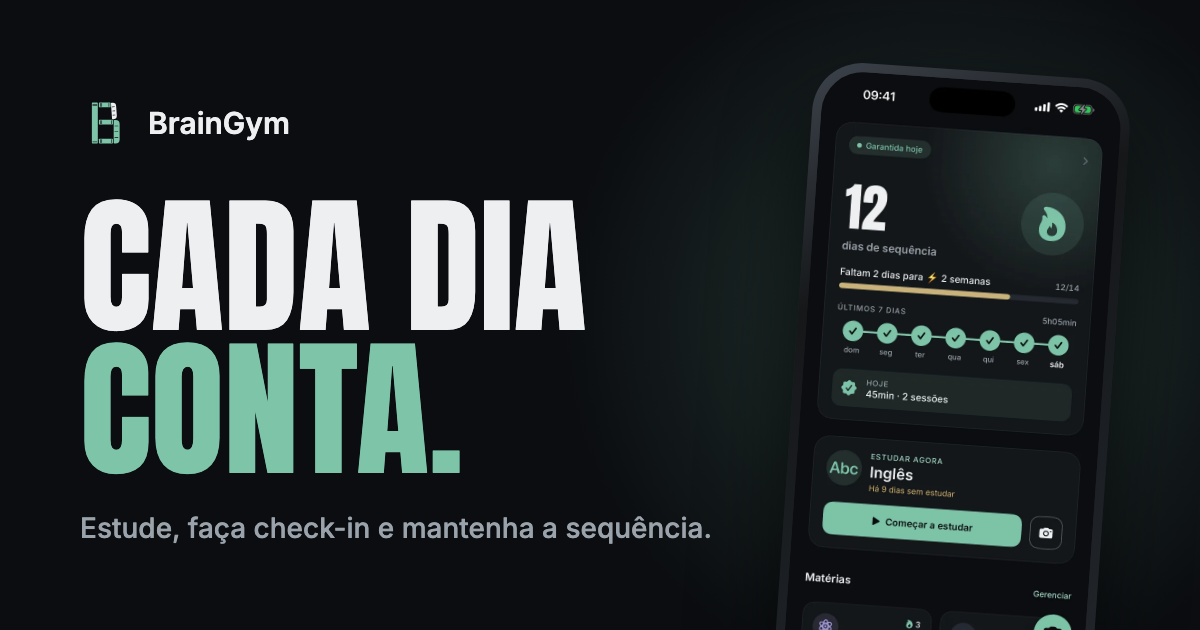 BrainGym
CADA DIA
CONTA.
Estude, faça check-in e mantenha a sequência.
09:41
Garantida hoje
12
dias de sequência
Faltam 2 dias para ⚡ 2 semanas
12/14
ÚLTIMOS 7 DIAS
5h05min
dom seg ter qua qui sex sáb
HOJE
45min · 2 sessões
Abc
ESTUDAR AGORA
Inglês
Há 9 dias sem estudar
Começar a estudar
Matérias
Gerenciar
3